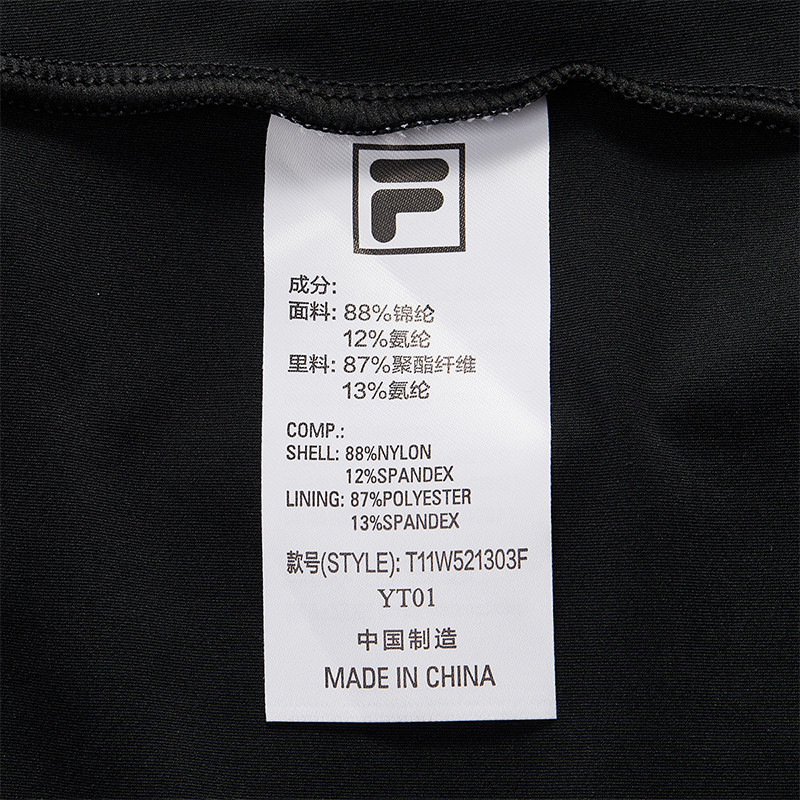 F
成分:
面料: 88%锦纶
12%氨纶
里料: 87%聚酯纤维
13%氨纶
COMP.:
SHELL: 88%NYLON
12%SPANDEX
LINING: 87%POLYESTER
13%SPANDEX
款号(STYLE): T11W521303F
YT01
中国制造
MADE IN CHINA